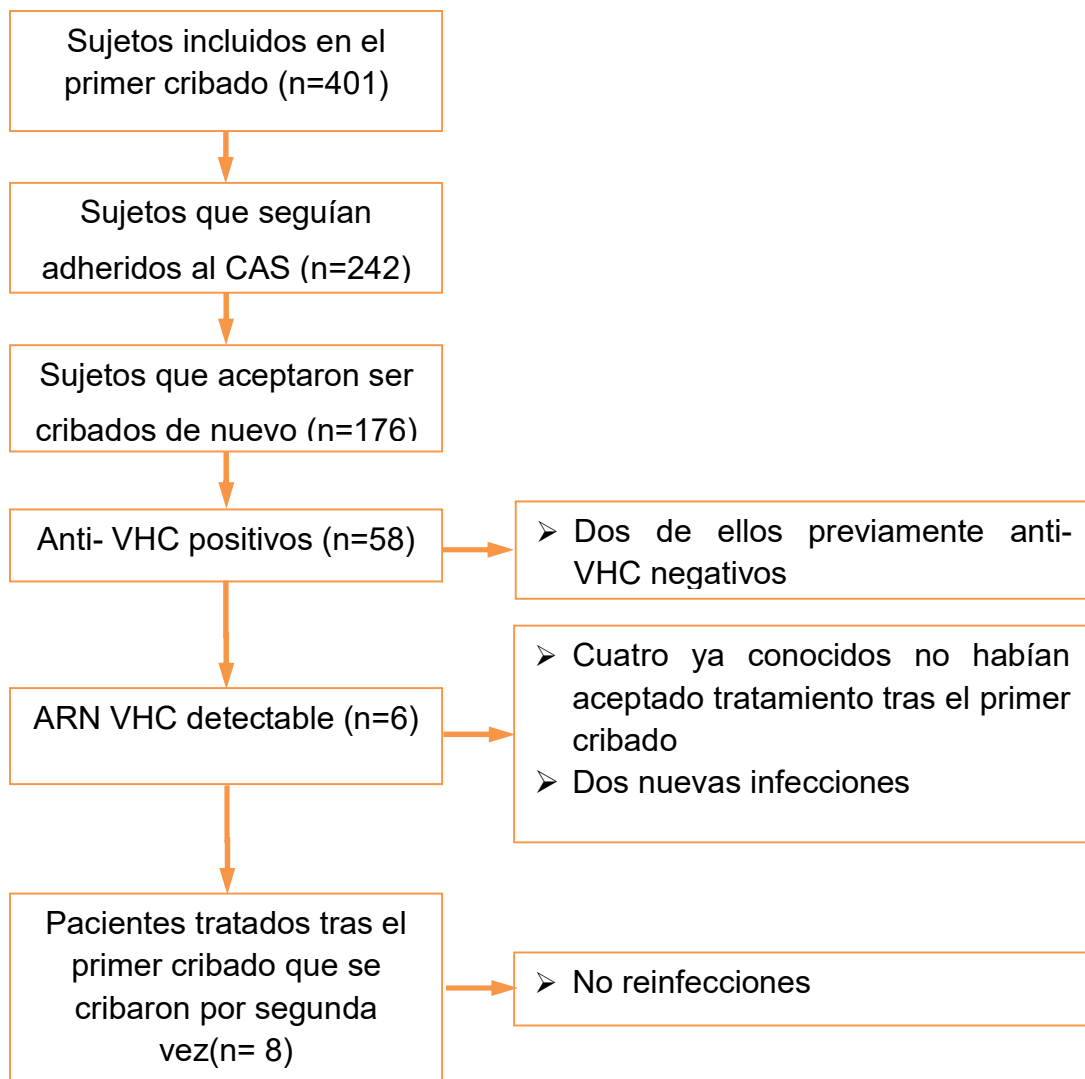 Sujetos incluidos en el
primer cribado (n=401)
Sujetos que seguían
adheridos al CAS (n=242)
Sujetos que aceptaron ser
cribados de nuevo (n=176)
Anti- VHC positivos (n=58)
➢ Dos de ellos previamente anti-
VHC negativos
ARN VHC detectable (n=6)
➢ Cuatro ya conocidos no habían
aceptado tratamiento tras el primer
cribado
➢ Dos nuevas infecciones
Pacientes tratados tras el
primer cribado que se
cribaron por segunda
vez(n= 8)
➢ No reinfecciones